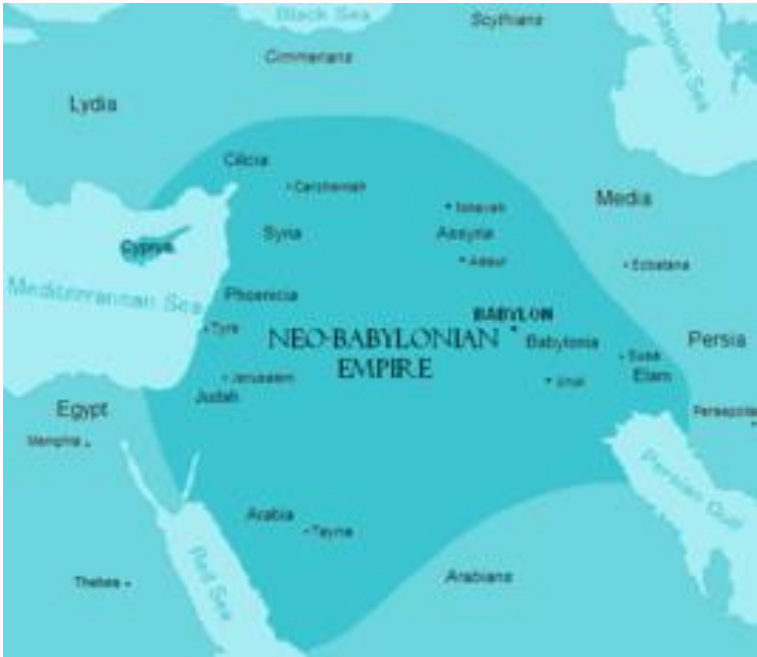 Black Sea
Scythians
Caspian Sea
Cimmerians
Lydia
Cilicia
Carchemish
Media
Ninevah
Syria
Assyria
Cyprus
Assur
Ecbatana
Mediterranean Sea
Phoenicia
BABYLON
Tyre
NEO-BABYLONIAN
EMPIRE
Babylonia
Persia
Susa
Elam
Jerusalem
Uruk
Judah
Egypt
Memphis
Persepolis
Persian Gulf
Arabia
Tayma
Red Sea
Thebes
Arabians